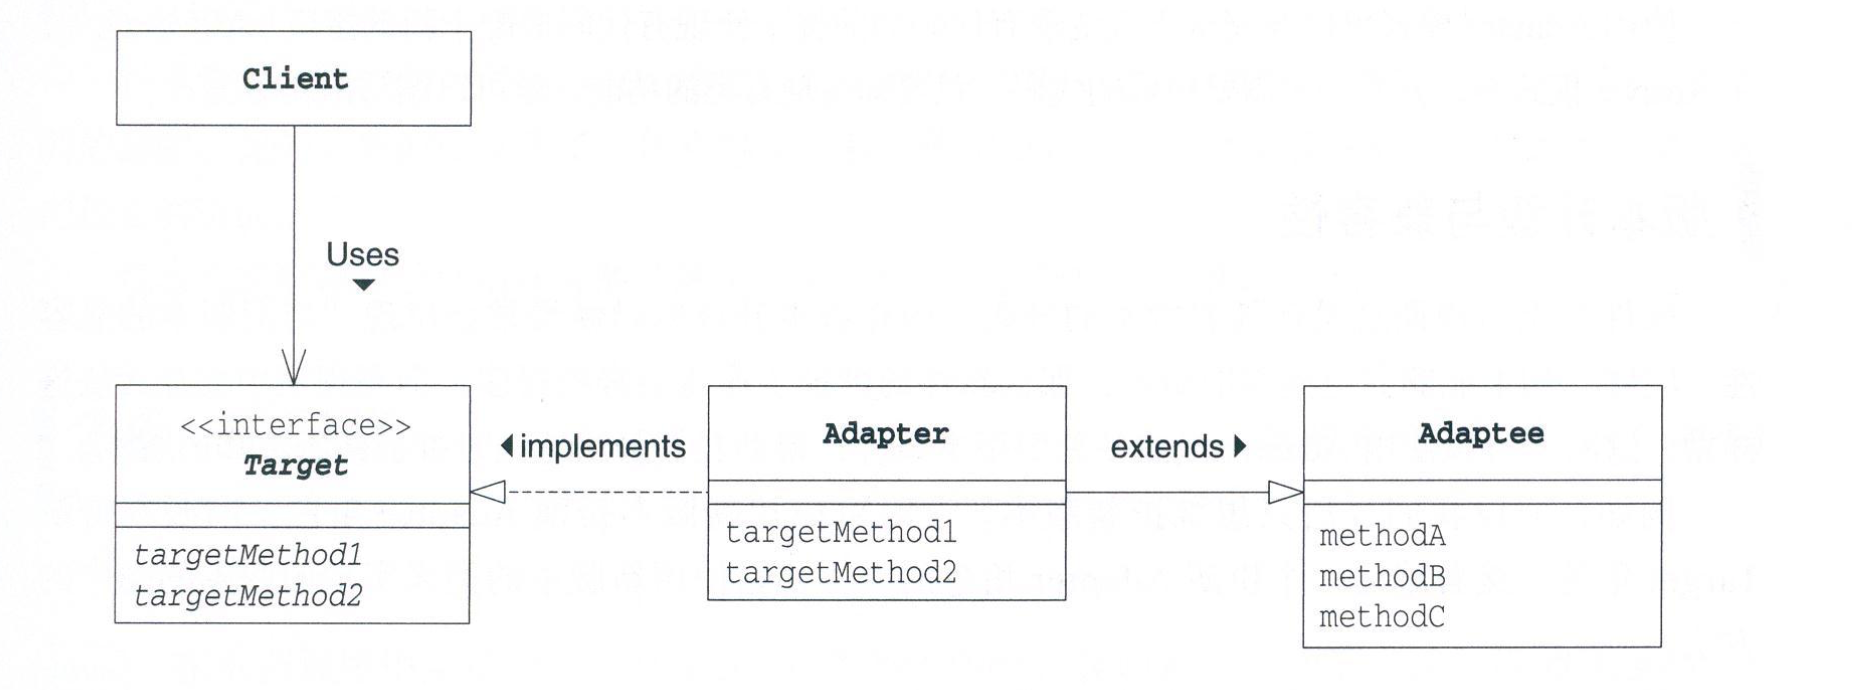 Client
Uses
<<interface>>
Target
targetMethod1
targetMethod2
implements
Adapter
targetMethod1
targetMethod2
extends
Adaptee
methodA
methodB
methodC